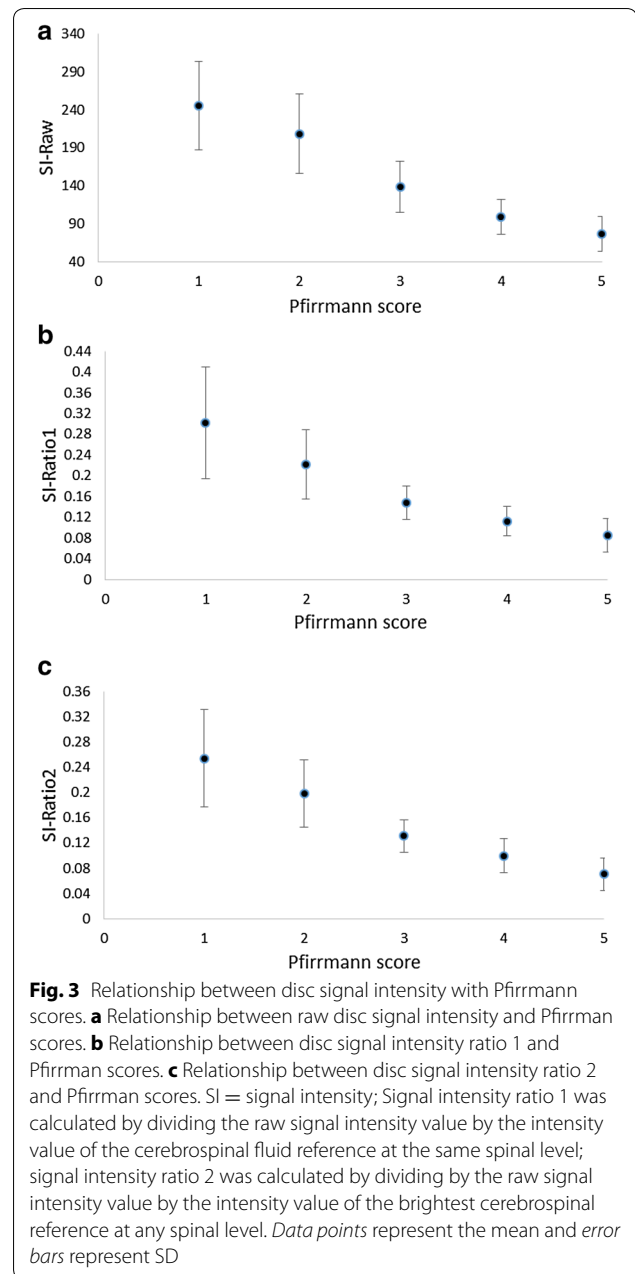 a
340
290
240
190
140
90
40
SI-Raw
0 1 2 3 4 5
Pfirrmann score
b
0.44
0.4
0.36
0.32
0.28
0.24
0.2
0.16
0.12
0.08
0.04
0
SI-Ratio1
0 1 2 3 4 5
Pfirrmann score
c
0.36
0.32
0.28
0.24
0.2
0.16
0.12
0.08
0.04
0
SI-Ratio2
0 1 2 3 4 5
Pfirrmann score
Fig. 3 Relationship between disc signal intensity with Pfirrmann
scores. a Relationship between raw disc signal intensity and Pfirrman
scores. b Relationship between disc signal intensity ratio 1 and
Pfirrman scores. c Relationship between disc signal intensity ratio 2
and Pfirrman scores. SI = signal intensity; Signal intensity ratio 1 was
calculated by dividing the raw signal intensity value by the intensity
value of the cerebrospinal fluid reference at the same spinal level;
signal intensity ratio 2 was calculated by dividing by the raw signal
intensity value by the intensity value of the brightest cerebrospinal
reference at any spinal level. Data points represent the mean and error
bars represent SD